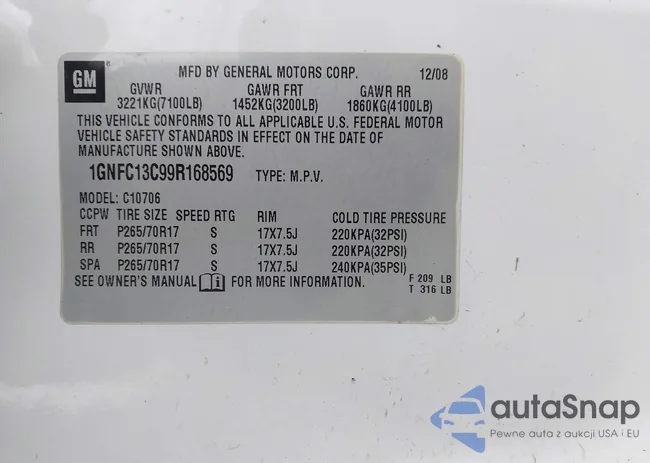 GM
MFD BY GENERAL MOTORS CORP. 12/08
GVWR GAWR FRT GAWR RR
3221KG(7100LB) 1452KG(3200LB) 1860KG(4100LB)
THIS VEHICLE CONFORMS TO ALL APPLICABLE U.S. FEDERAL MOTOR
VEHICLE SAFETY STANDARDS IN EFFECT ON THE DATE OF
MANUFACTURE SHOWN ABOVE.
1GNFC13C99R168569 TYPE: M.P.V.
MODEL: C10706
CCPW TIRE SIZE SPEED RTG RIM COLD TIRE PRESSURE
FRT P265/70R17 S 17X7.5J 220KPA(32PSI)
RR P265/70R17 S 17X7.5J 220KPA(32PSI)
SPA P265/70R17 S 17X7.5J 240KPA(35PSI)
SEE OWNER'S MANUAL FOR MORE INFORMATION. F 209 LB
T 316 LB
autaSnap
Pewne auta z aukcji USA i EU